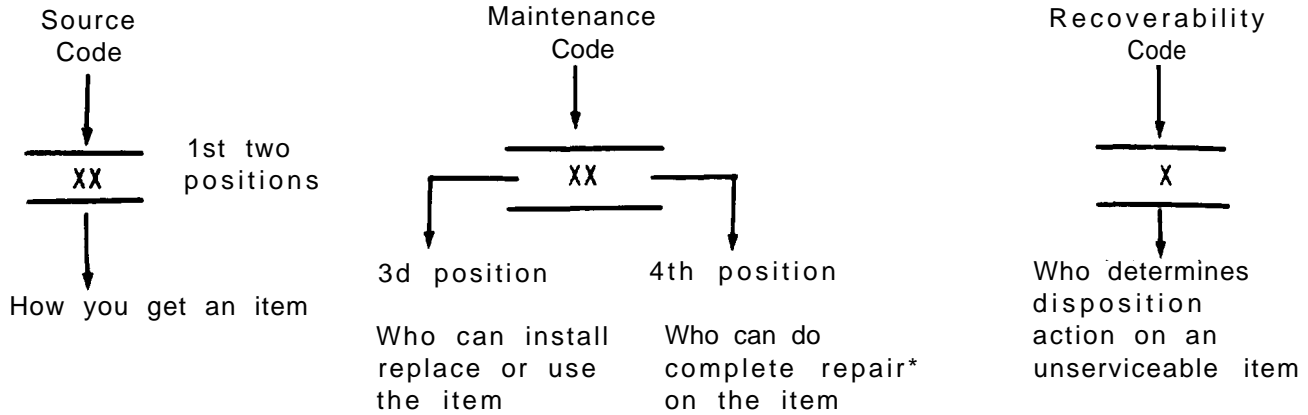 Source
Code
XX
1st two
positions
How you get an item
Maintenance
Code
XX
3d position
Who can install
replace or use
the item
4th position
Who can do
complete repair*
on the item
Recoverability
Code
X
Who determines
disposition
action on an
unserviceable item